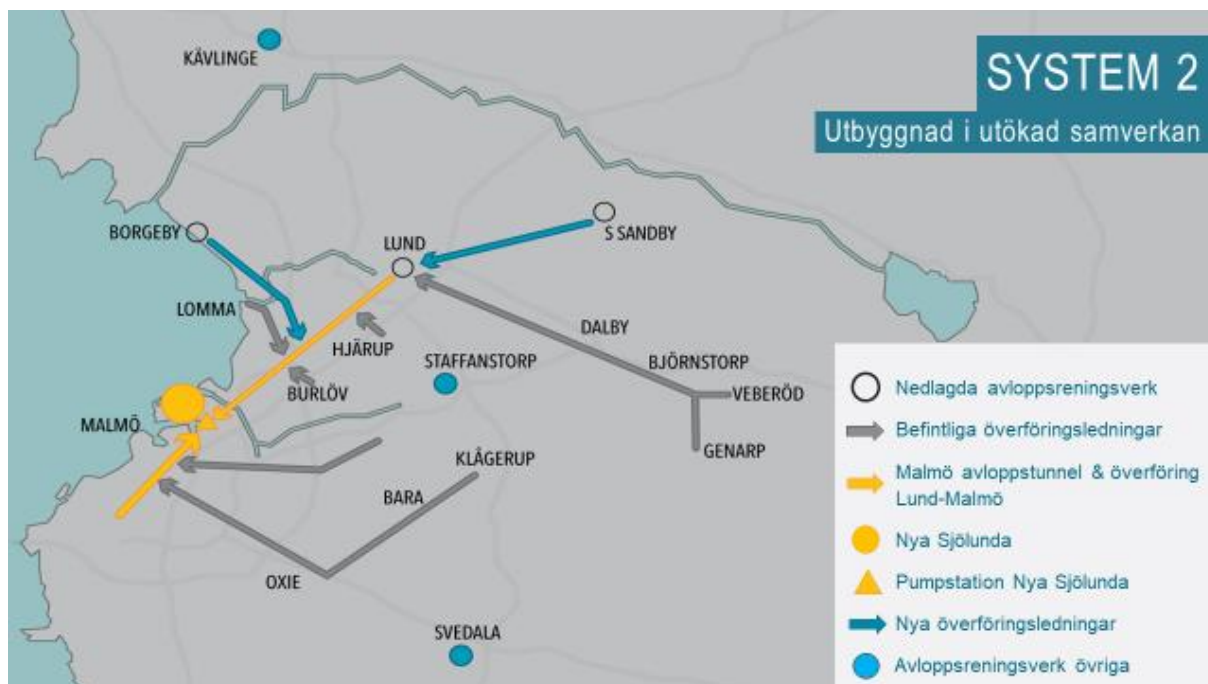 SYSTEM 2
Utbyggnad i utökad samverkan
KÄVLINGE
BORGEBY
LUND
S SANDBY
LOMMA
HJÄRUP
DALBY
STAFFANSTORP
BJÖRNSTORP
BURLÖV
VEBERÖD
MALMÖ
GENARP
KLÅGERUP
BARA
OXIE
SVEDALA
Nedlagda avloppsreningsverk
Befintliga överföringsledningar
Malmö avloppstunnel & överföring
Lund-Malmö
Nya Sjölunda
Pumpstation Nya Sjölunda
Nya överföringsledningar
Avloppsreningsverk övriga